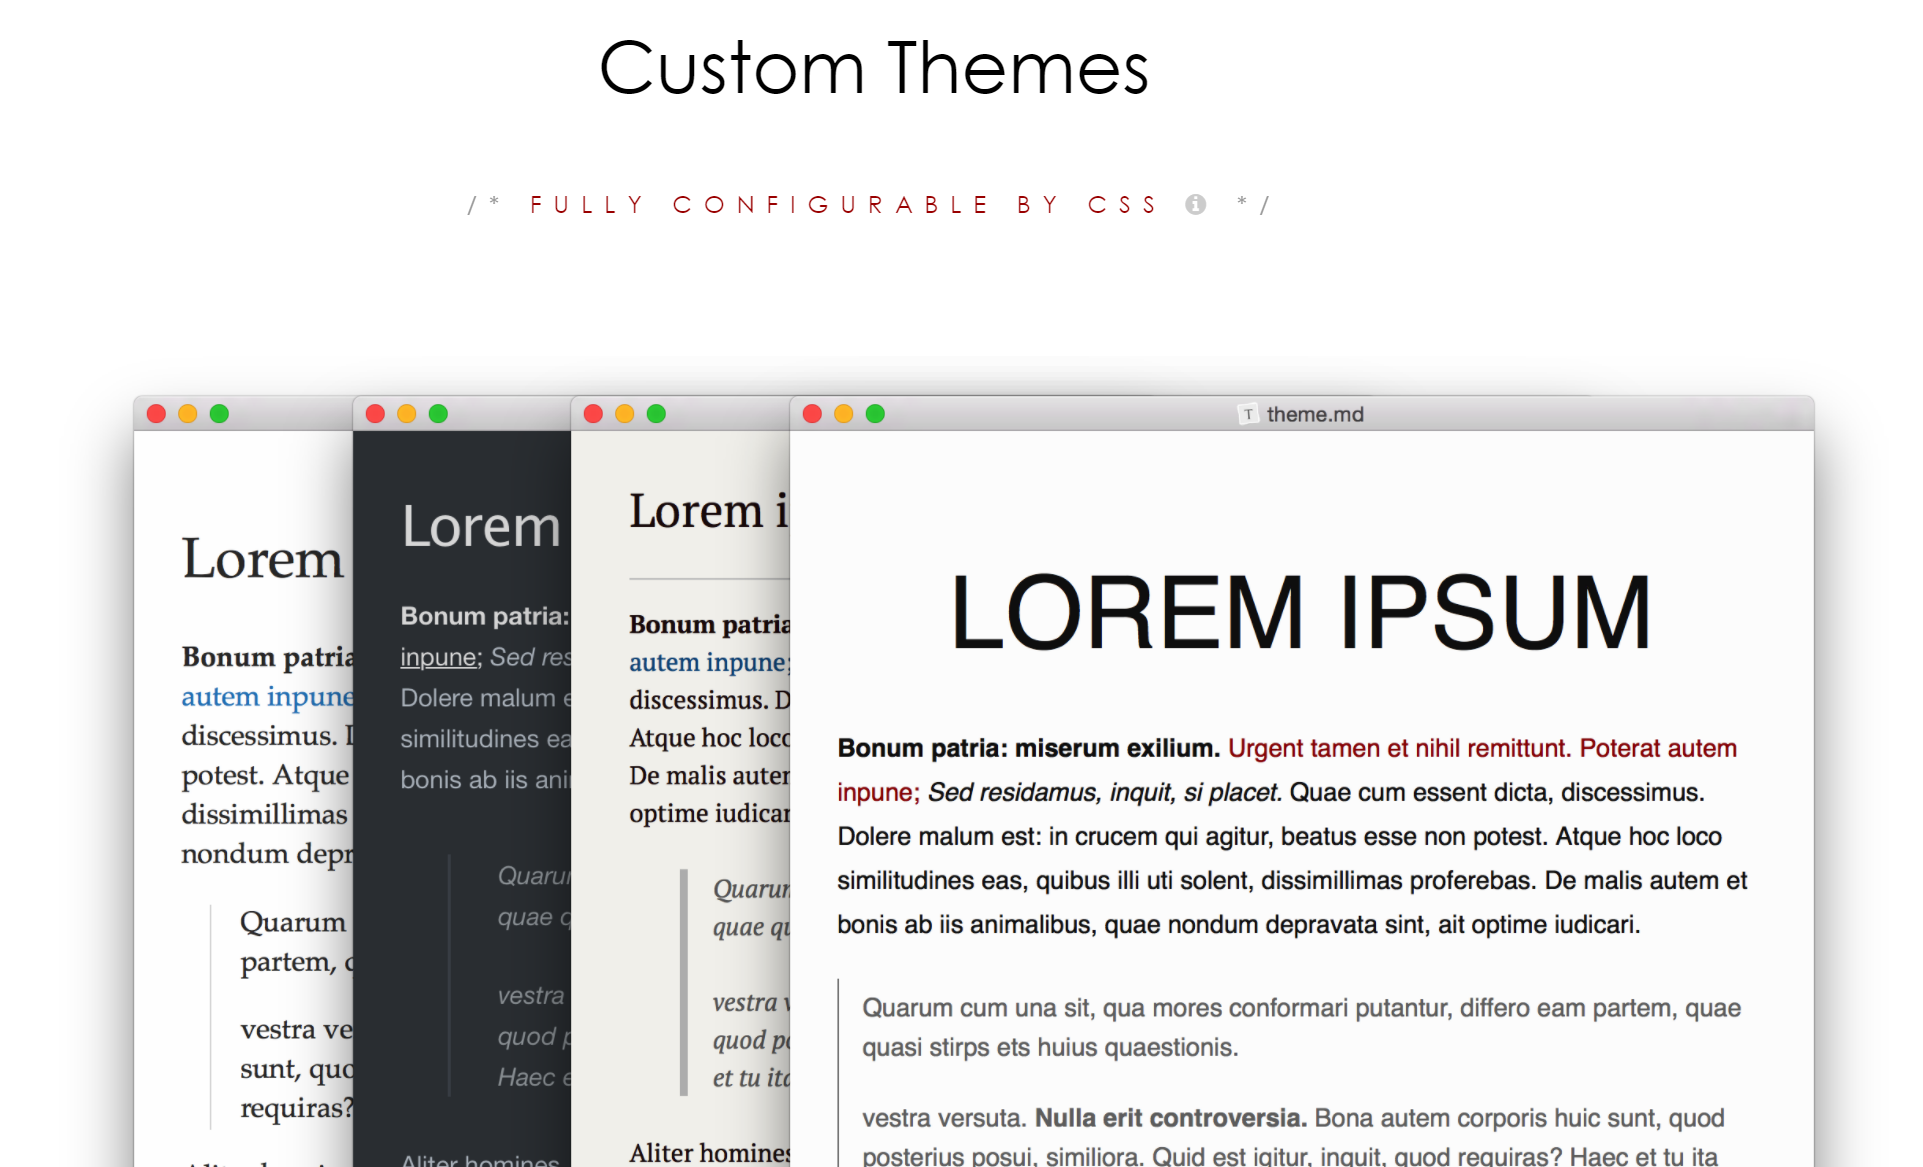 Custom Themes
/* FULLY CONFIGURABLE BY CSS */
Lorem
Bonum patria
autem inpune
discessimus.
potest. Atque
dissimillimas
nondum depr
Quarum
partem,
vestra ve
sunt, quo
requiras?
Lorem
Bonum patria:
inpune; Sed res
Dolere malum e
similitudines ea
bonis ab iis ani
Quaru
quae q
vestra
quod p
Haec e
Aliter homines
Lorem i
Bonum patria
autem inpune;
discessimus. D
Atque hoc loco
De malis auten
optime iudicar
Quarun
quae qu
vestra v
quod po
et tu ita
Aliter homines
T theme.md
LOREM IPSUM
Bonum patria: miserum exilium. Urgent tamen et nihil remittunt. Poterat autem
inpune; Sed residamus, inquit, si placet. Quae cum essent dicta, discessimus.
Dolere malum est: in crucem qui agitur, beatus esse non potest. Atque hoc loco
similitudines eas, quibus illi uti solent, dissimillimas proferebas. De malis autem et
bonis ab iis animalibus, quae nondum depravata sint, ait optime iudicari.
Quarum cum una sit, qua mores conformari putantur, differo eam partem, quae
quasi stirps ets huius quaestionis.
vestra versuta. Nulla erit controversia. Bona autem corporis huic sunt, quod
posterius posui, similiora. Quid est igitur, inquit, quod requiras? Haec et tu ita